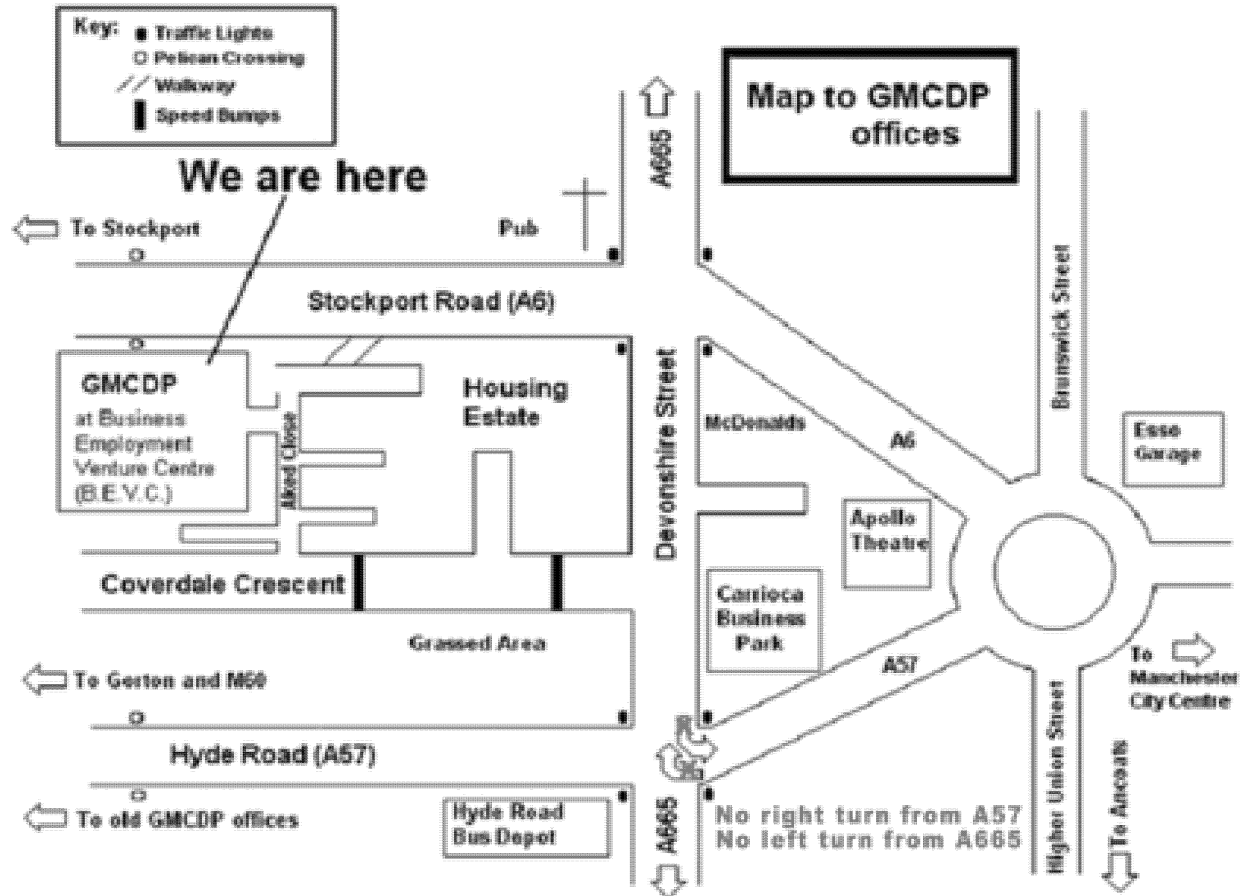 Key:
Traffic Lights
Pelican Crossing
Walkway
Speed Bumps
Map to GMCDP
offices
We are here
A665
To Stockport
Pub
Stockport Road (A6)
Brunswick Street
GMCDP
at Business
Employment
Venture Centre
(B.E.V.C.)
Aked Close
Housing
Estate
Devonshire Street
McDonalds
A6
Esso
Garage
Apollo
Theatre
Coverdale Crescent
Carrioca
Business
Park
Grassed Area
A57
To Gorton and M60
To
Manchester
City Centre
Hyde Road (A57)
Higher Union Street
To Ancoats
To old GMCDP offices
Hyde Road
Bus Depot
A665
No right turn from A57
No left turn from A665